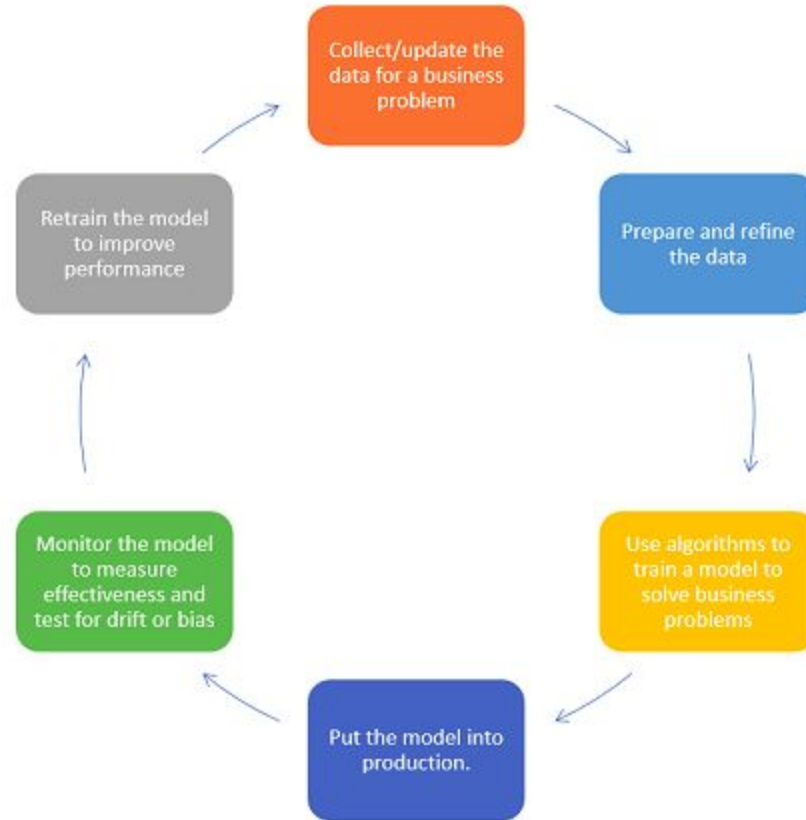 Collect/update the
data for a business
problem
Prepare and refine
the data
Use algorithms to
train a model to
solve business
problems
Put the model into
production.
Monitor the model
to measure
effectiveness and
test for drift or bias
Retrain the model
to improve
performance